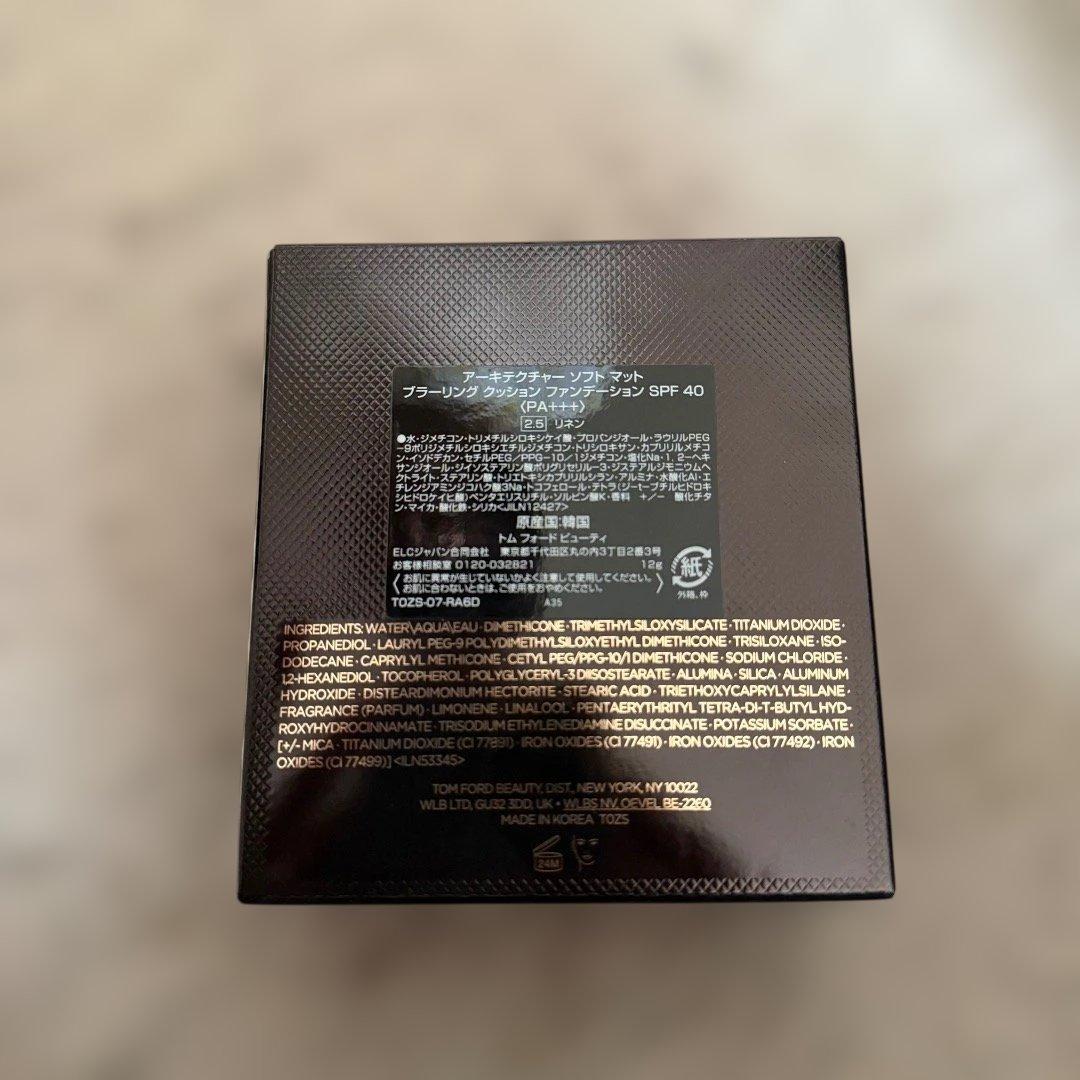 アーキテクチャー ソフト マット
ブラーリング クッション ファンデーション SPF 40
〈PA+++〉
2.5 リネン
●水・ジメチコン・トリメチルシロキシケイ酸・プロパンジオール・ラウリルPEG
-9ポリジメチルシロキシエチルジメチコン・トリシロキサン・カプリリルメチコ
ン・イソドデカン・セチルPEG/PPG-10/1ジメチコン・塩化Na・1,2-ヘキ
サンジオール・ジイソステアリン酸ポリグリセリル-3・ジステアルジモニウムヘ
クトライト・ステアリン酸・トリエトキシカプリリルシラン・アルミナ・水酸化Al・エ
チレンジアミンジコハク酸3Na・トコフェロール・テトラ(ジ-t-ブチルヒドロキ
シヒドロケイヒ酸)ペンタエリスリチル・ソルビン酸K・香料 +/- 酸化チタ
ン・マイカ・酸化鉄・シリカ<JILN12427>
原産国:韓国
トム フォード ビューティ
ELCジャパン合同会社 東京都千代田区丸の内3丁目2番3号
お客様相談室 0120-032821 12g
〈お肌に異常が生じていないかよく注意して使用してください。
お肌に合わないときは、ご使用をおやめください。〉
紙
外箱、枠
T0ZS-07-RA6D A35
INGREDIENTS: WATER\AQUA\EAU · DIMETHICONE · TRIMETHYLSILOXYSILICATE · TITANIUM DIOXIDE ·
PROPANEDIOL · LAURYL PEG-9 POLYDIMETHYLSILOXYETHYL DIMETHICONE · TRISILOXANE · ISO-
DODECANE · CAPRYLYL METHICONE · CETYL PEG/PPG-10/1 DIMETHICONE · SODIUM CHLORIDE ·
1,2-HEXANEDIOL · TOCOPHEROL · POLYGLYCERYL-3 DIISOSTEARATE · ALUMINA · SILICA · ALUMINUM
HYDROXIDE · DISTEARDIMONIUM HECTORITE · STEARIC ACID · TRIETHOXYCAPRYLYLSILANE ·
FRAGRANCE (PARFUM) · LIMONENE · LINALOOL · PENTAERYTHRITYL TETRA-DI-T-BUTYL HYD-
ROXYHYDROCINNAMATE · TRISODIUM ETHYLENEDIAMINE DISUCCINATE · POTASSIUM SORBATE ·
[+/- MICA · TITANIUM DIOXIDE (CI 77891) · IRON OXIDES (CI 77491) · IRON OXIDES (CI 77492) · IRON
OXIDES (CI 77499)] <ILN53345>
TOM FORD BEAUTY, DIST., NEW YORK, NY 10022
WLB LTD, GU32 3DD, UK • WLBS NV, OEVEL BE-2260
MADE IN KOREA T0ZS
24M